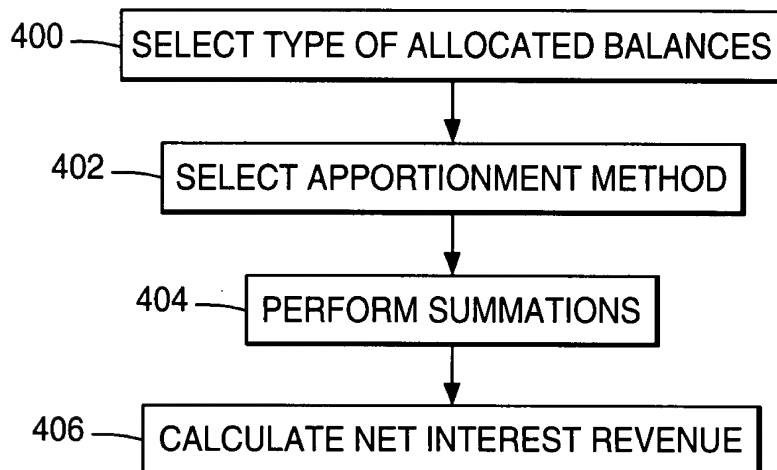 400 SELECT TYPE OF ALLOCATED BALANCES
402 SELECT APPORTIONMENT METHOD
404 PERFORM SUMMATIONS
406 CALCULATE NET INTEREST REVENUE